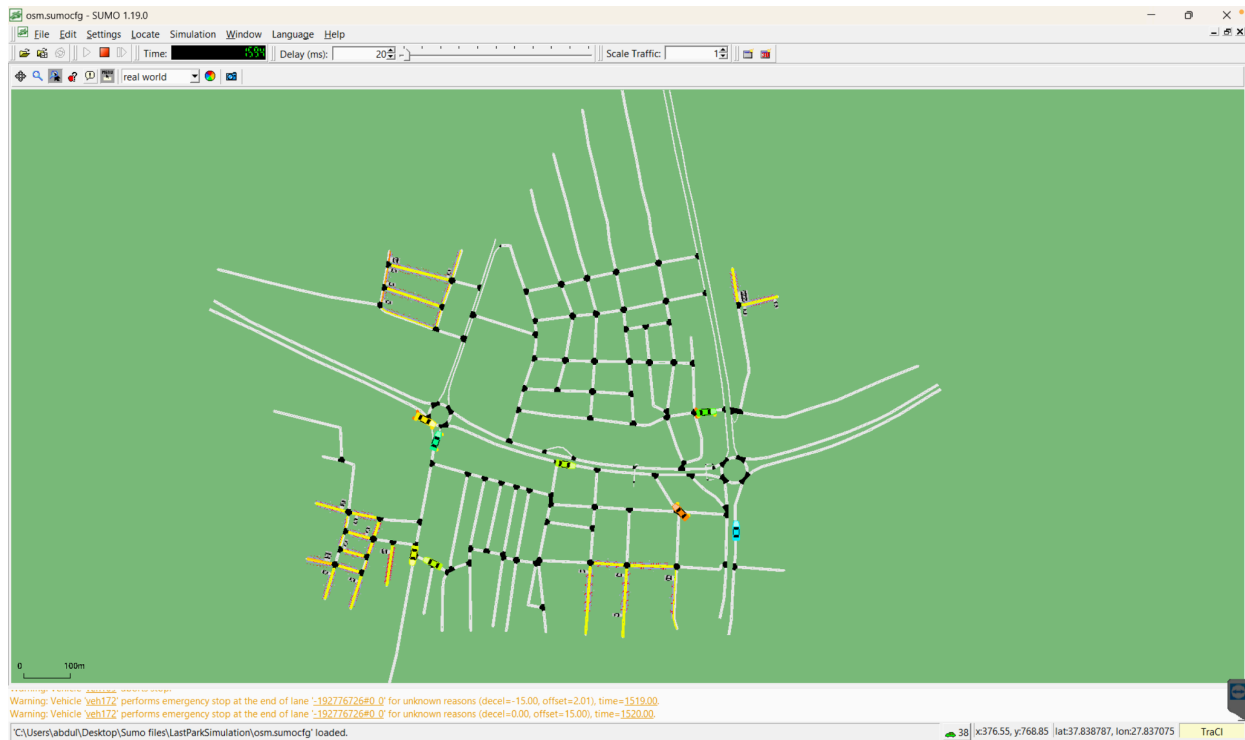 osm.sumocfg - SUMO 1.19.0
File Edit Settings Locate Simulation Window Language Help
Time: 1594 Delay (ms): 20 Scale Traffic: 1
real world
0 100m
Warning: Vehicle 'veh172' performs emergency stop at the end of lane '-192776726#0_0' for unknown reasons (decel=-15.00, offset=2.01), time=1519.00.
Warning: Vehicle 'veh172' performs emergency stop at the end of lane '-192776726#0_0' for unknown reasons (decel=0.00, offset=15.00), time=1520.00.
'C:\Users\abdul\Desktop\Sumo files\LastParkSimulation\osm.sumocfg' loaded. 38 x:376.55, y:768.85 lat:37.838787, lon:27.837075 TraCI